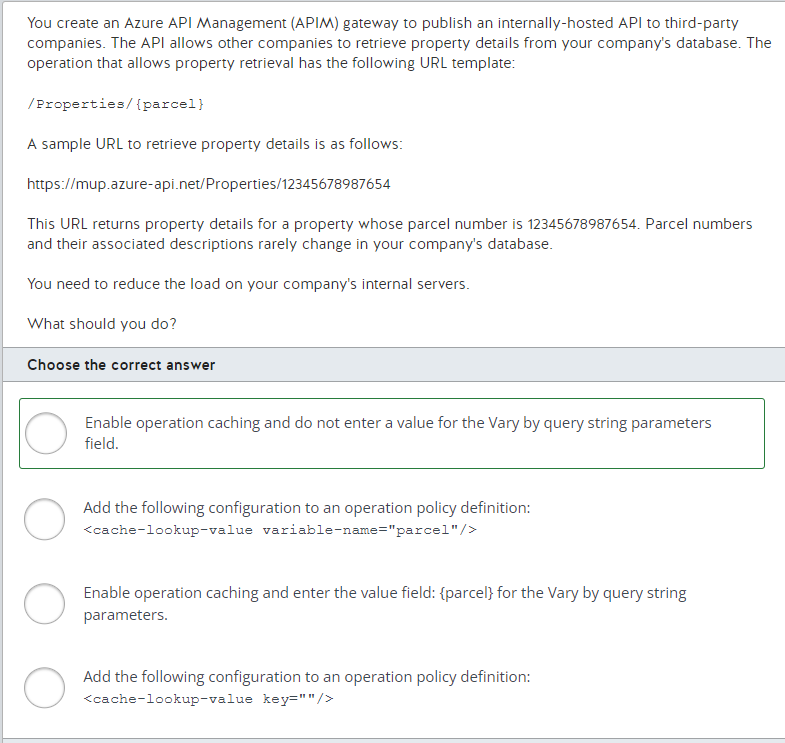 You create an Azure API Management (APIM) gateway to publish an internally-hosted API to third-party
companies. The API allows other companies to retrieve property details from your company's database. The
operation that allows property retrieval has the following URL template:
/Properties/{parcel}
A sample URL to retrieve property details is as follows:
https://mup.azure-api.net/Properties/12345678987654
This URL returns property details for a property whose parcel number is 12345678987654. Parcel numbers
and their associated descriptions rarely change in your company's database.
You need to reduce the load on your company's internal servers.
What should you do?
Choose the correct answer
Enable operation caching and do not enter a value for the Vary by query string parameters
field.
Add the following configuration to an operation policy definition:
<cache-lookup-value variable-name="parcel"/>
Enable operation caching and enter the value field: {parcel} for the Vary by query string
parameters.
Add the following configuration to an operation policy definition:
<cache-lookup-value key=""/>